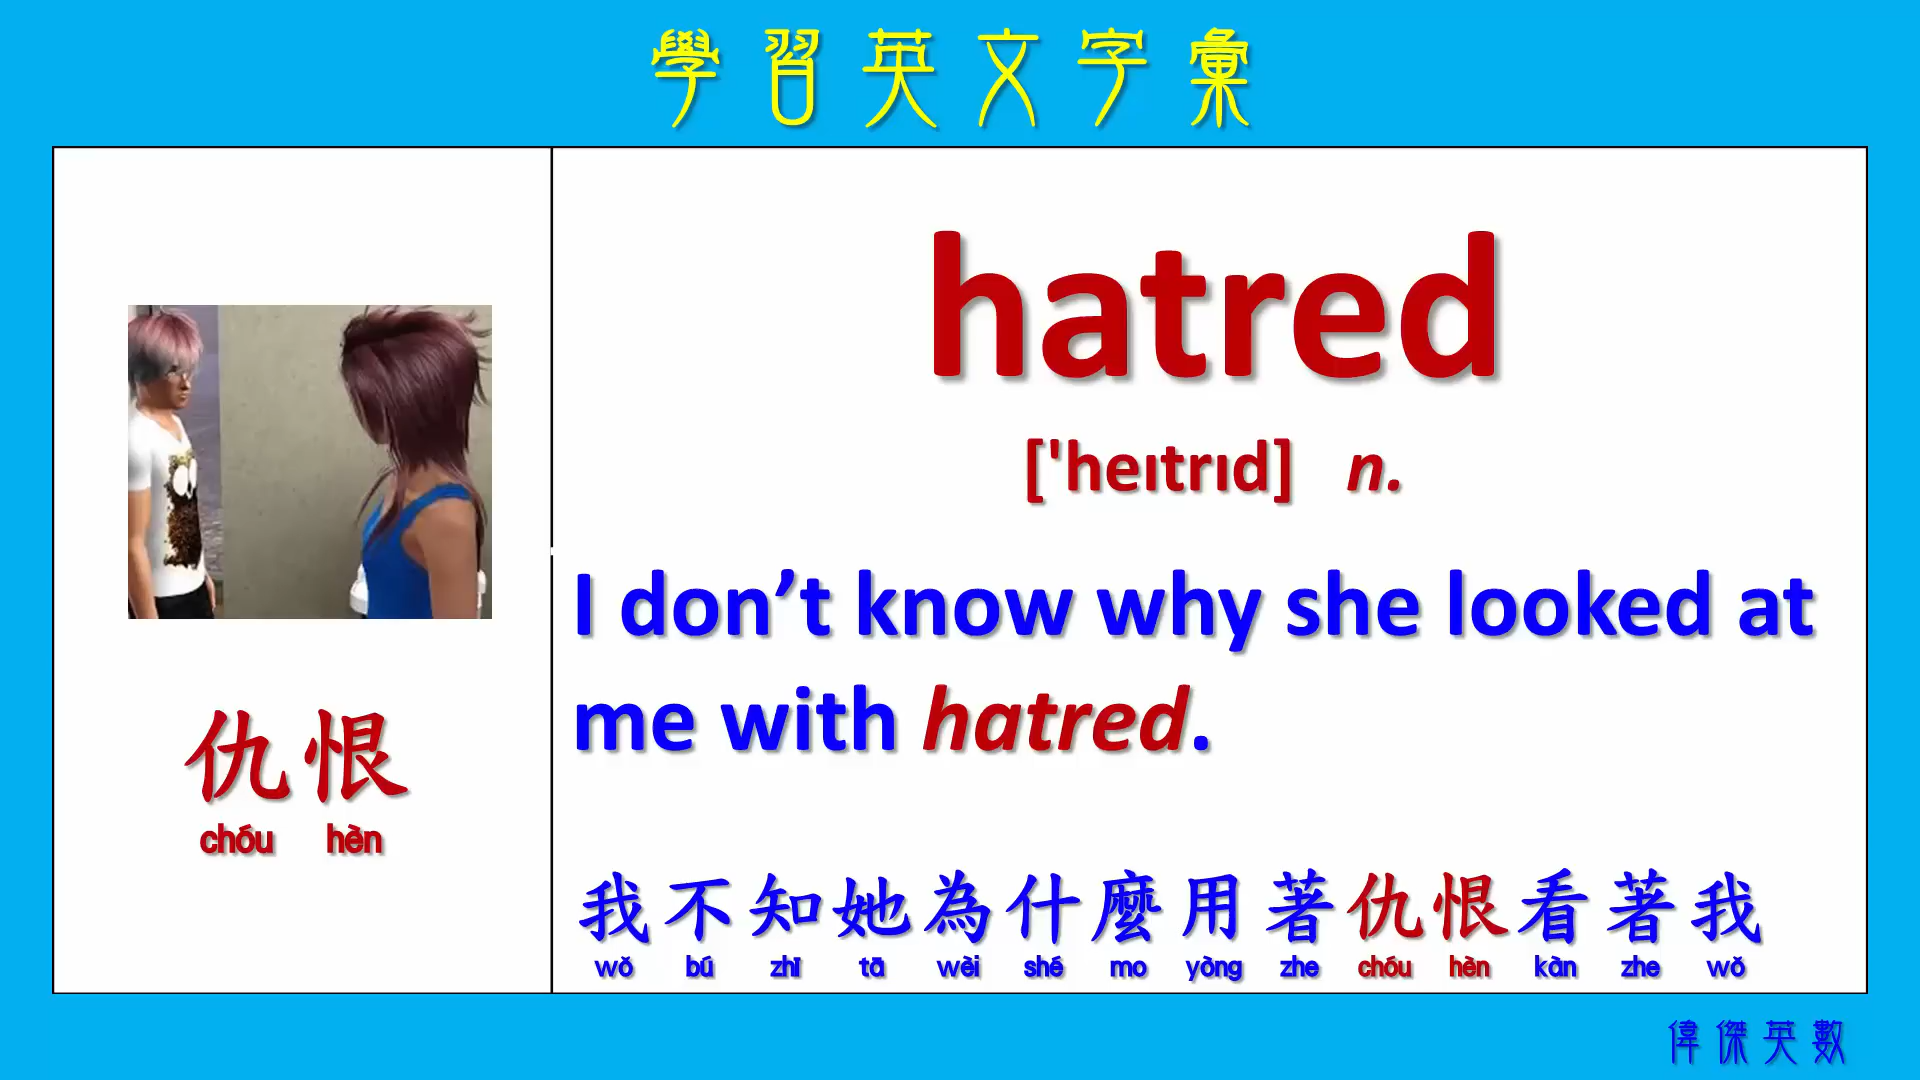 學習英文字彙
hatred
['heɪtrɪd] n.
I don’t know why she looked at
me with hatred.
仇恨
chóu hèn
我不知她為什麼用著仇恨看著我
wǒ bú zhī tā wèi shé mo yòng zhe chóu hèn kàn zhe wǒ
偉傑英數